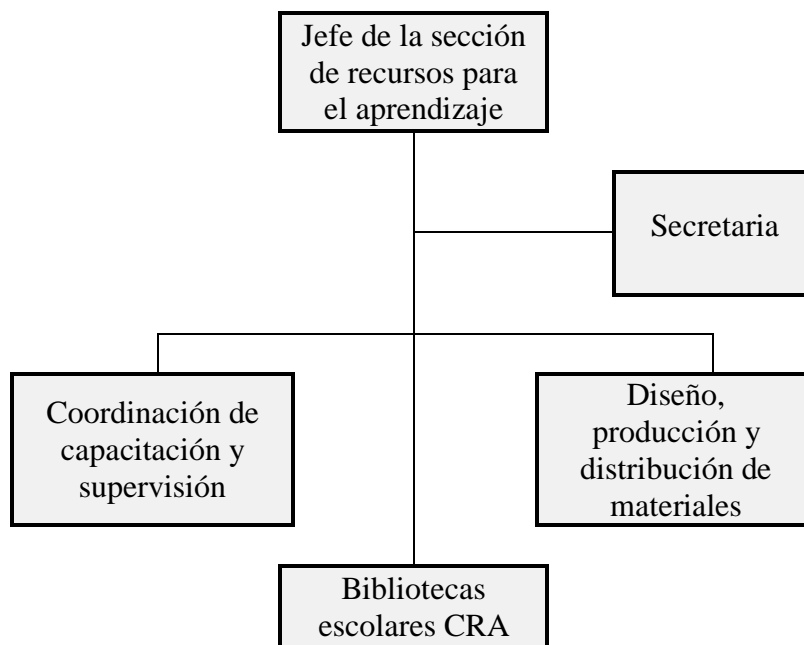 Jefe de la sección
de recursos para
el aprendizaje
Secretaria
Coordinación de
capacitación y
supervisión
Diseño,
producción y
distribución de
materiales
Bibliotecas
escolares CRA